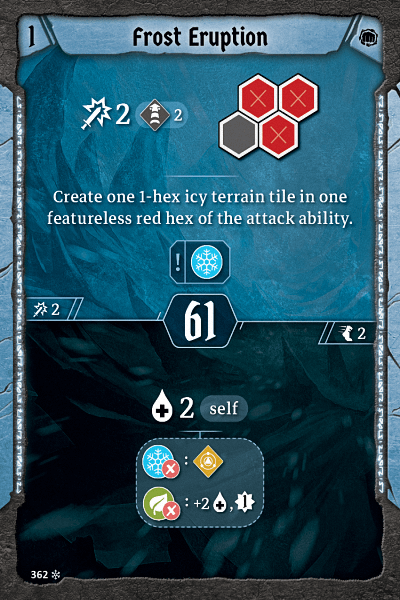 1
Frost Eruption
2
2
Create one 1-hex icy terrain tile in one
featureless red hex of the attack ability.
!
2
61
2
2 self
:
: +2 ,
362